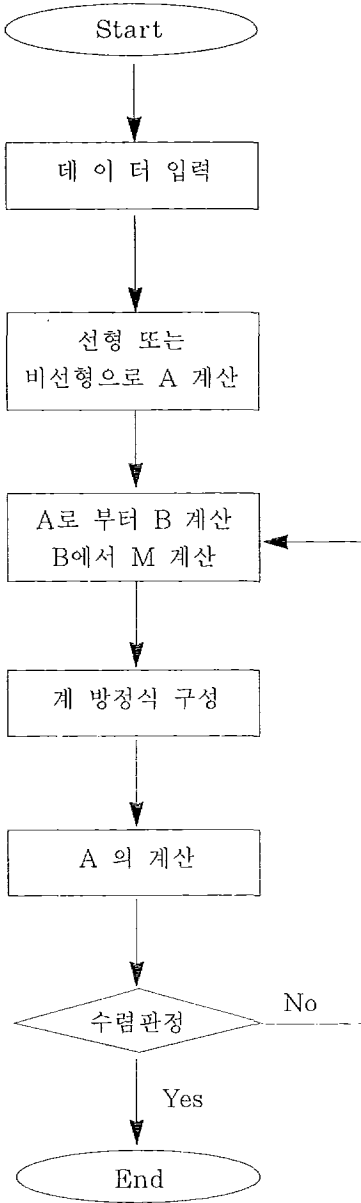 Start
데 이 터 입력
선형 또는
비선형으로 A 계산
A로 부터 B 계산
B에서 M 계산
계 방정식 구성
A 의 계산
수렴판정
No
Yes
End